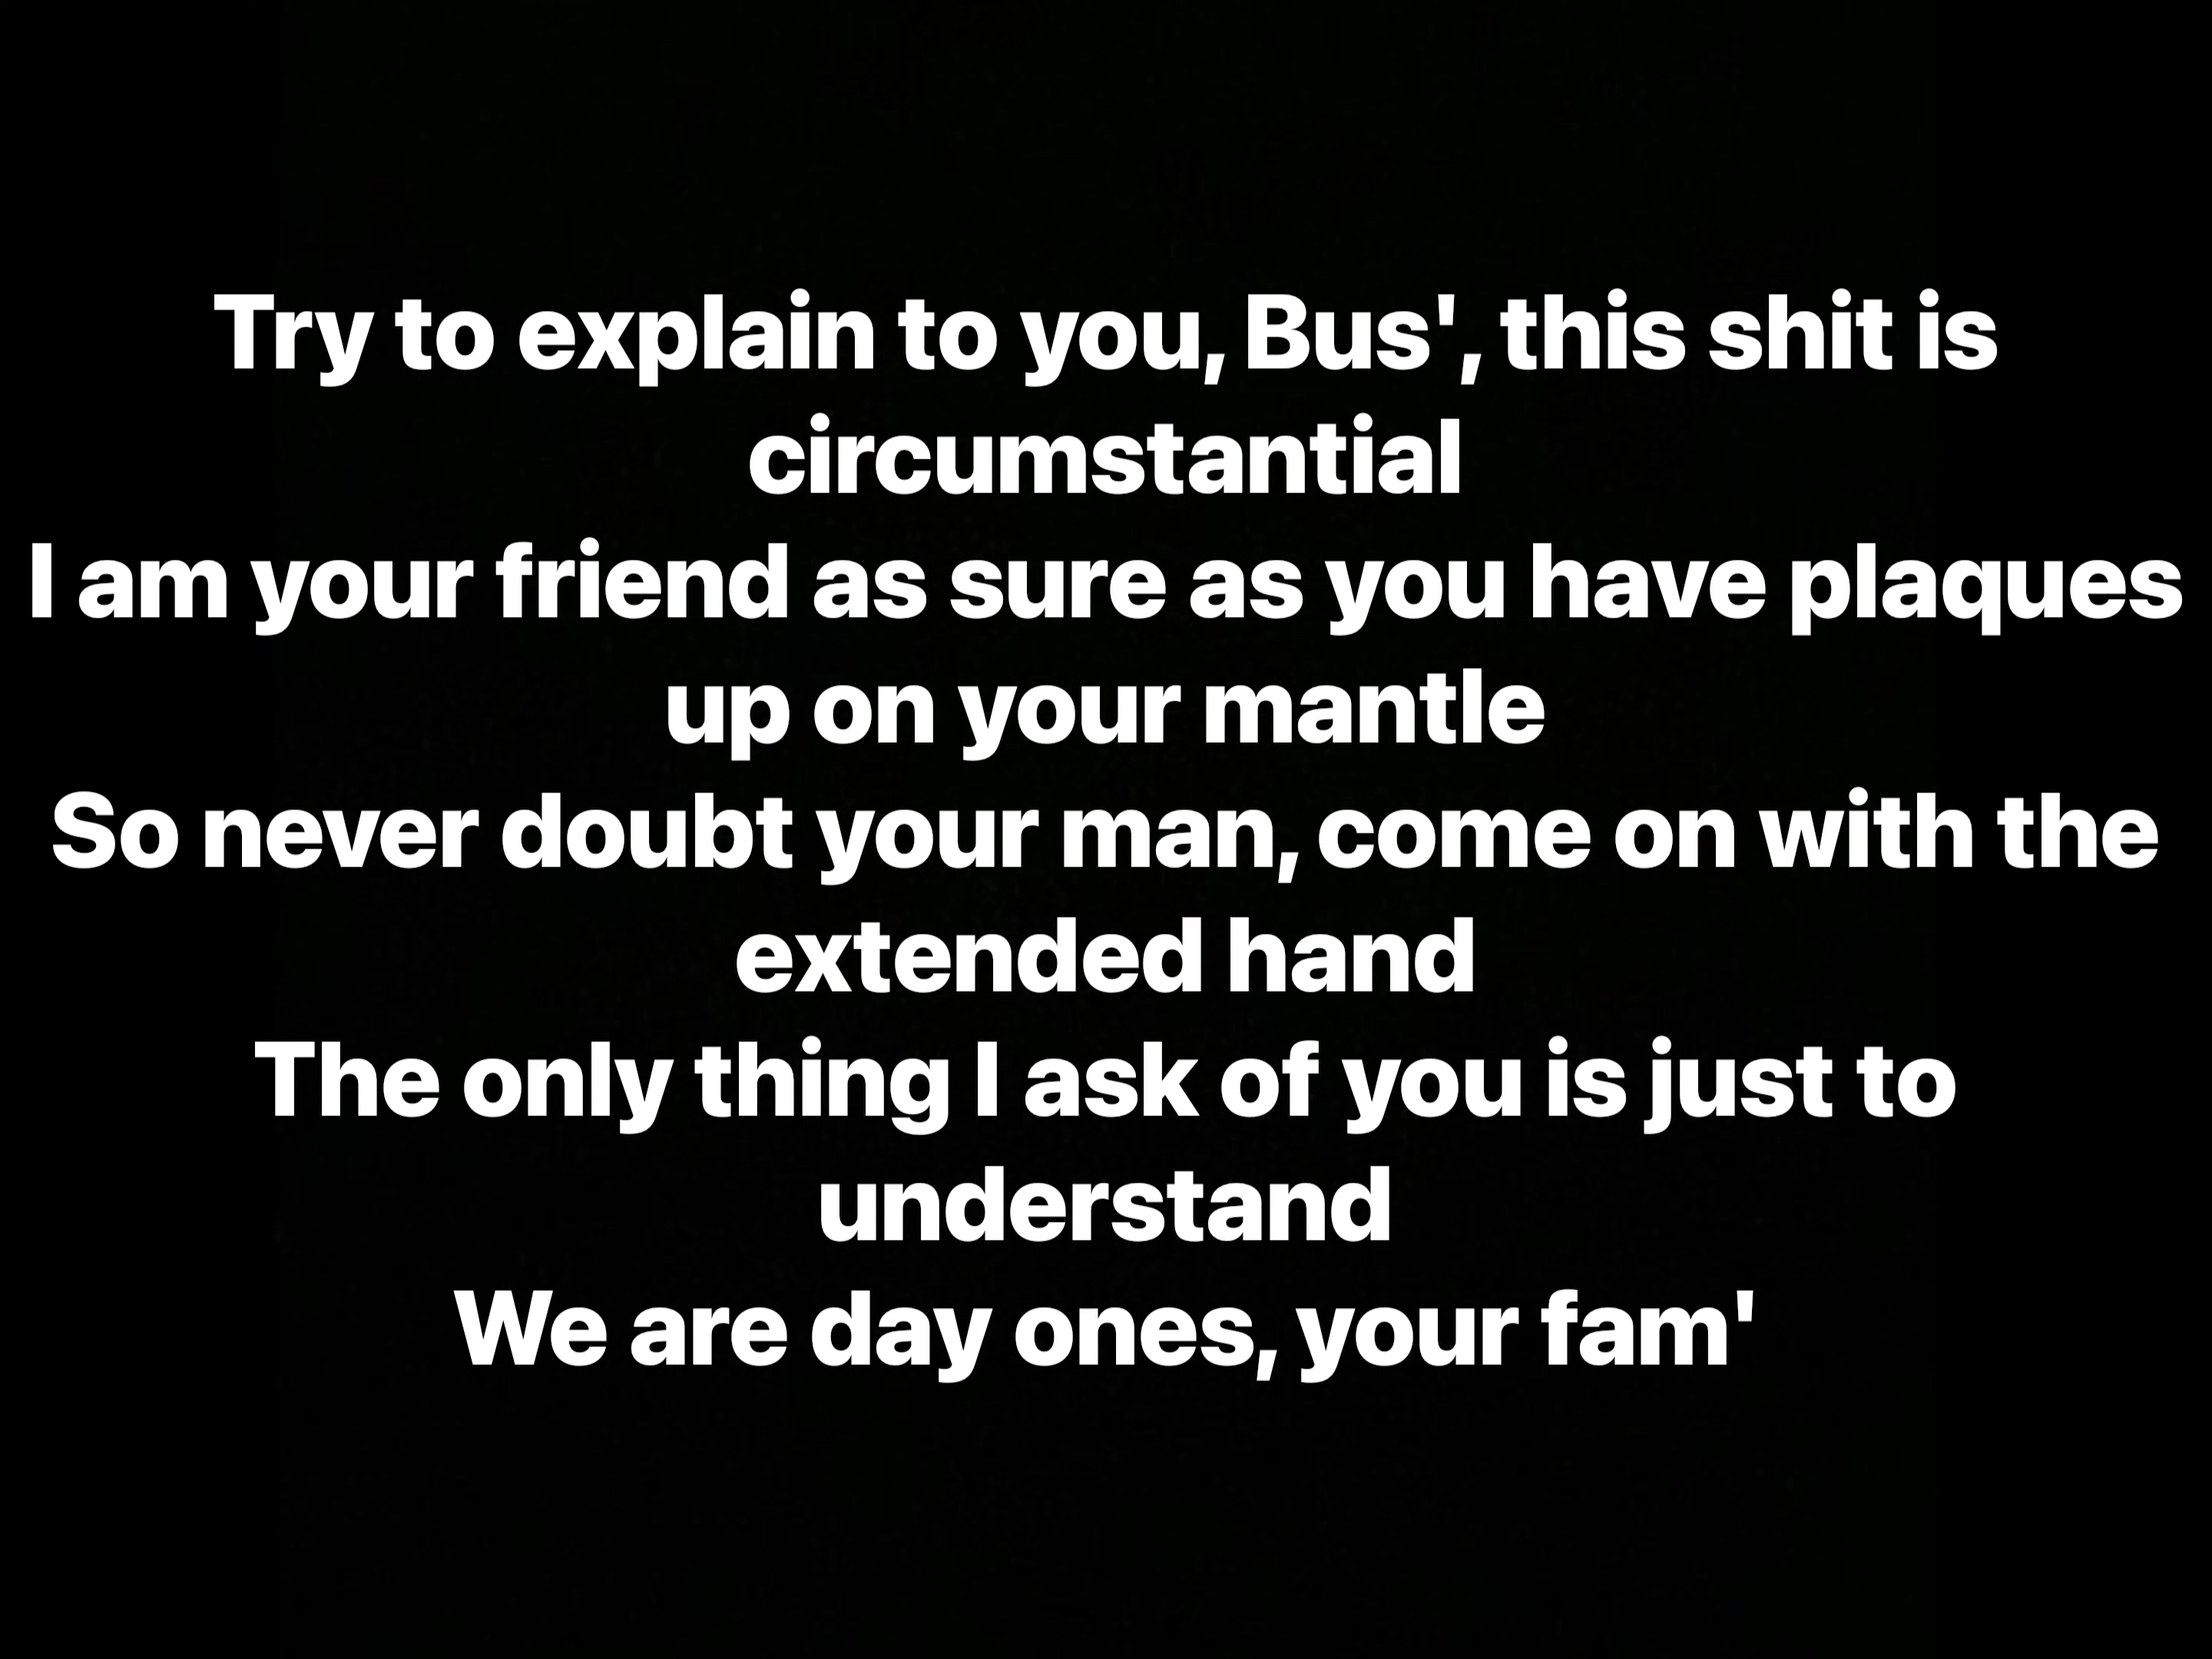 Try to explain to you, Bus', this shit is
circumstantial
I am your friend as sure as you have plaques
up on your mantle
So never doubt your man, come on with the
extended hand
The only thing I ask of you is just to
understand
We are day ones, your fam'